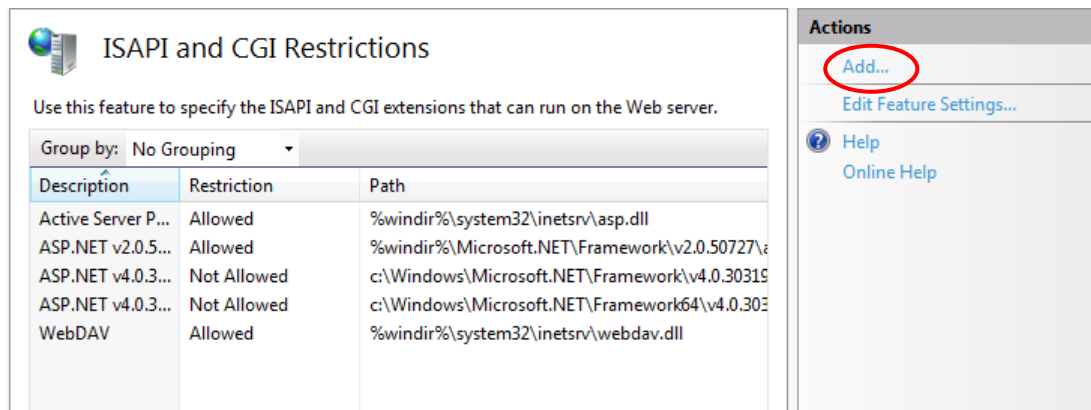 ISAPI and CGI Restrictions
Use this feature to specify the ISAPI and CGI extensions that can run on the Web server.
Group by: No Grouping
Description Restriction Path
Active Server P... Allowed %windir%\system32\inetsrv\asp.dll
ASP.NET v2.0.5... Allowed %windir%\Microsoft.NET\Framework\v2.0.50727\a
ASP.NET v4.0.3... Not Allowed c:\Windows\Microsoft.NET\Framework\v4.0.30319
ASP.NET v4.0.3... Not Allowed c:\Windows\Microsoft.NET\Framework64\v4.0.303
WebDAV Allowed %windir%\system32\inetsrv\webdav.dll
Actions
Add...
Edit Feature Settings...
Help
Online Help